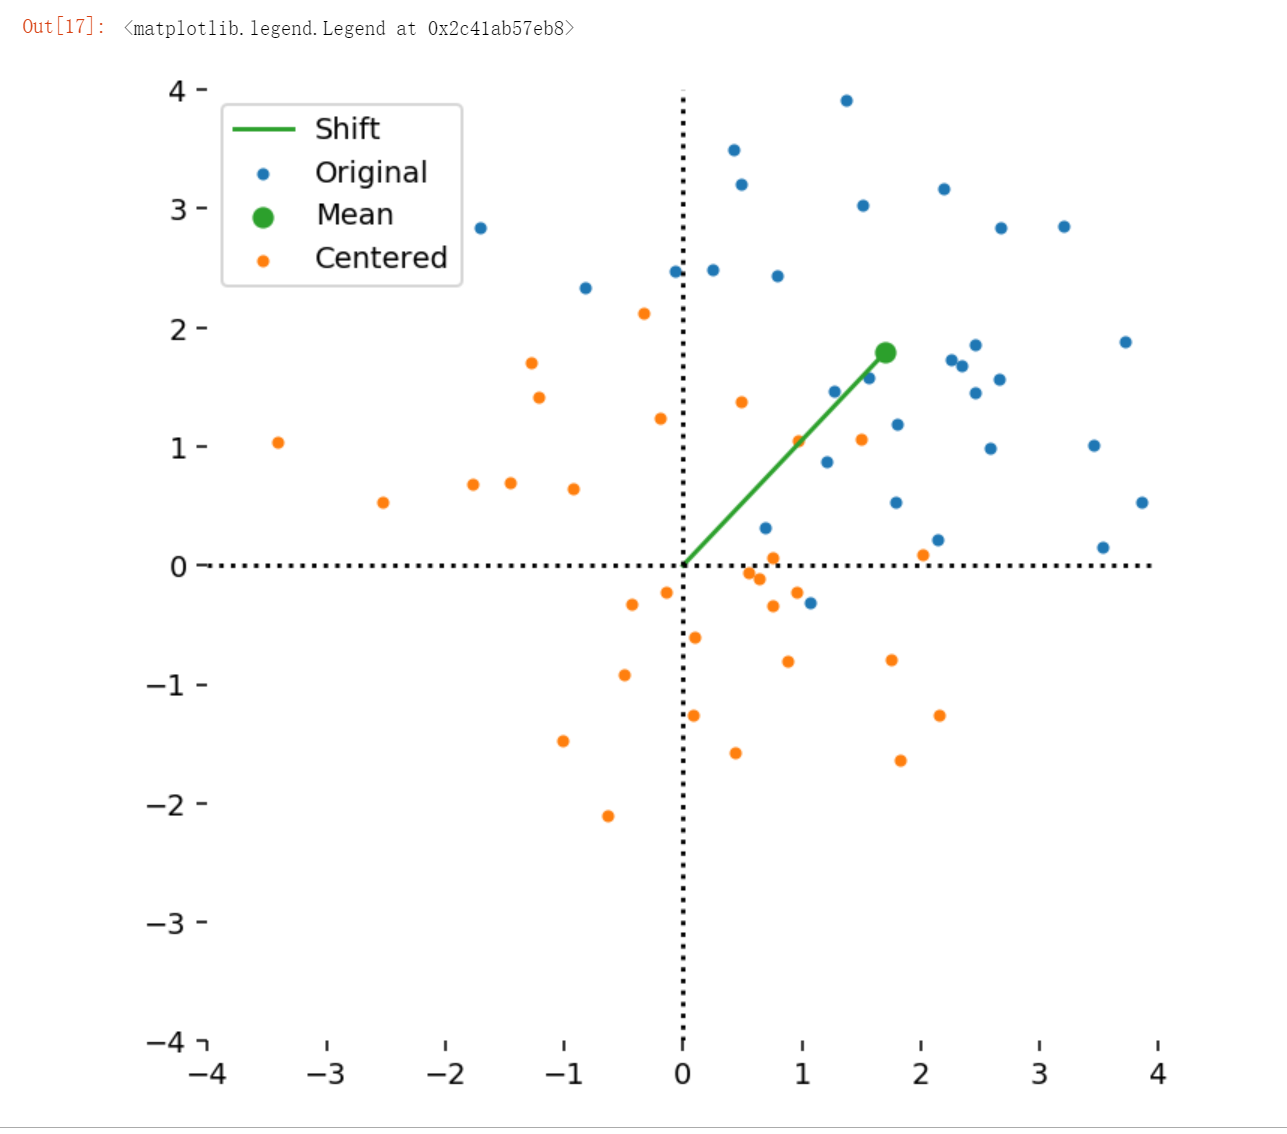 Out[17]: <matplotlib.legend.Legend at 0x2c41ab57eb8>
Shift
Original
Mean
Centered
4
3
2
1
0
−1
−2
−3
−4
−4 −3 −2 −1 0 1 2 3 4